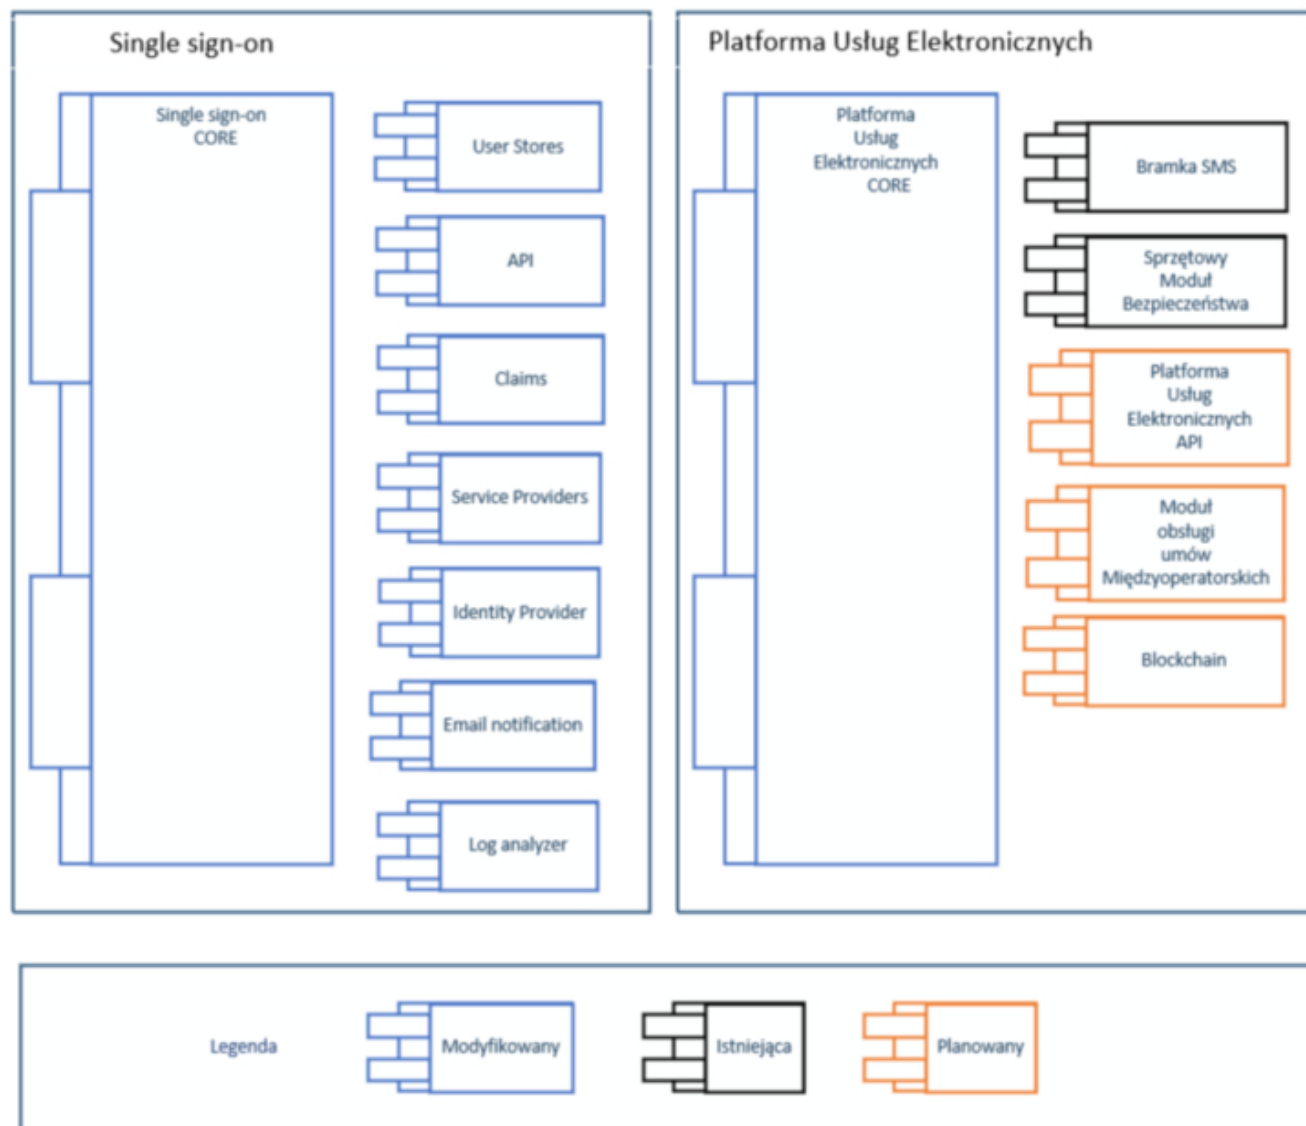 Single sign-on
Single sign-on
CORE
User Stores
API
Claims
Service Providers
Identity Provider
Email notification
Log analyzer
Platforma Usług Elektronicznych
Platforma
Usług
Elektronicznych
CORE
Bramka SMS
Sprzętowy
Moduł
Bezpieczeństwa
Platforma
Usług
Elektronicznych
API
Moduł
obsługi
umów
Międzyoperatorskich
Blockchain
Legenda
Modyfikowany
Istniejąca
Planowany